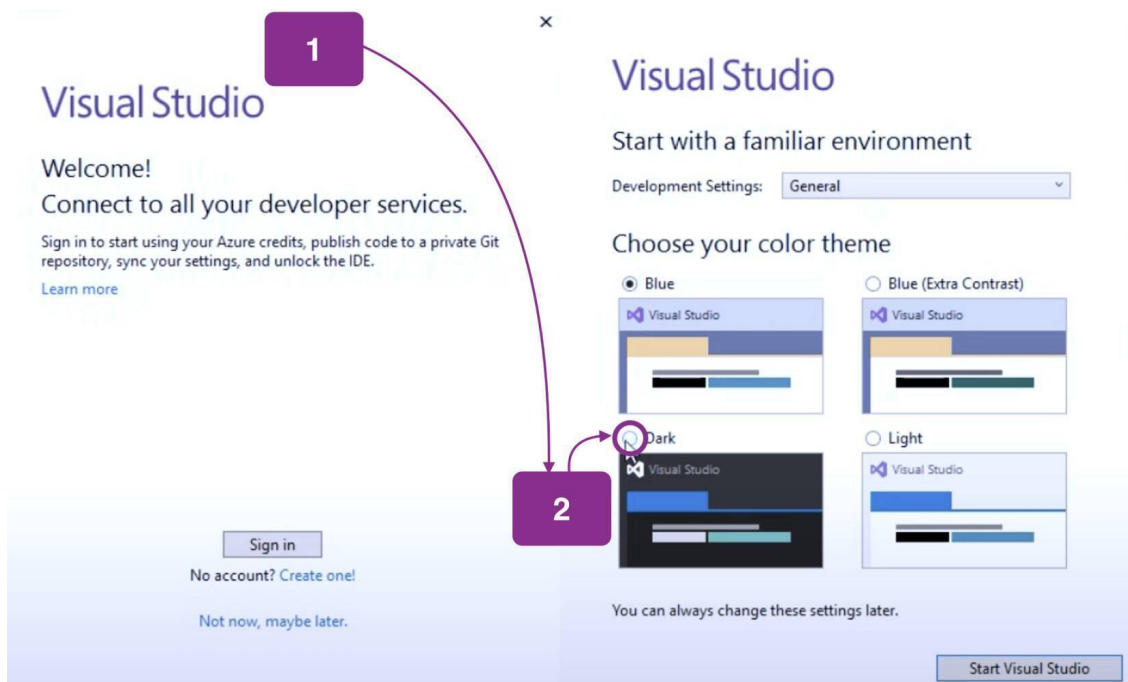 1
Visual Studio
Welcome!
Connect to all your developer services.
Sign in to start using your Azure credits, publish code to a private Git
repository, sync your settings, and unlock the IDE.
Learn more
Sign in
No account? Create one!
Not now, maybe later.
2
Visual Studio
Start with a familiar environment
Development Settings: General
Choose your color theme
Blue
Blue (Extra Contrast)
Visual Studio
Visual Studio
Dark
Light
Visual Studio
Visual Studio
You can always change these settings later.
Start Visual Studio